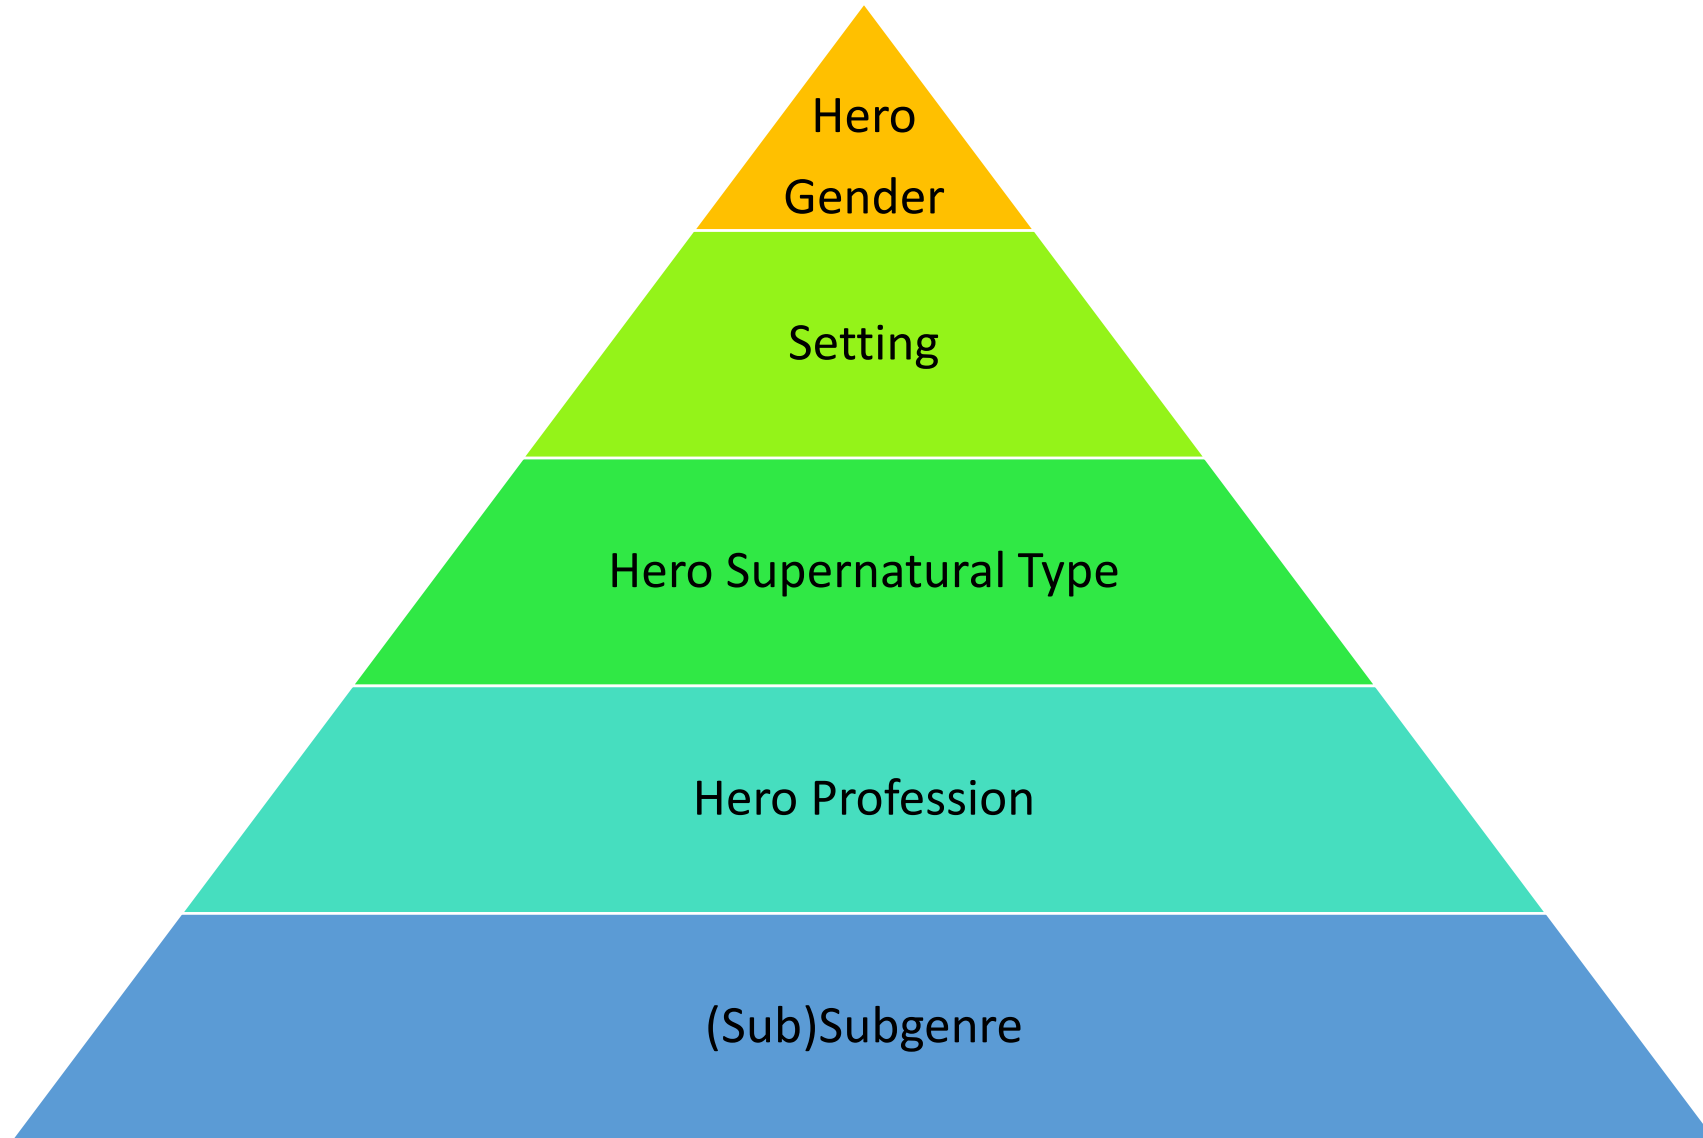 Hero
Gender
Setting
Hero Supernatural Type
Hero Profession
(Sub)Subgenre